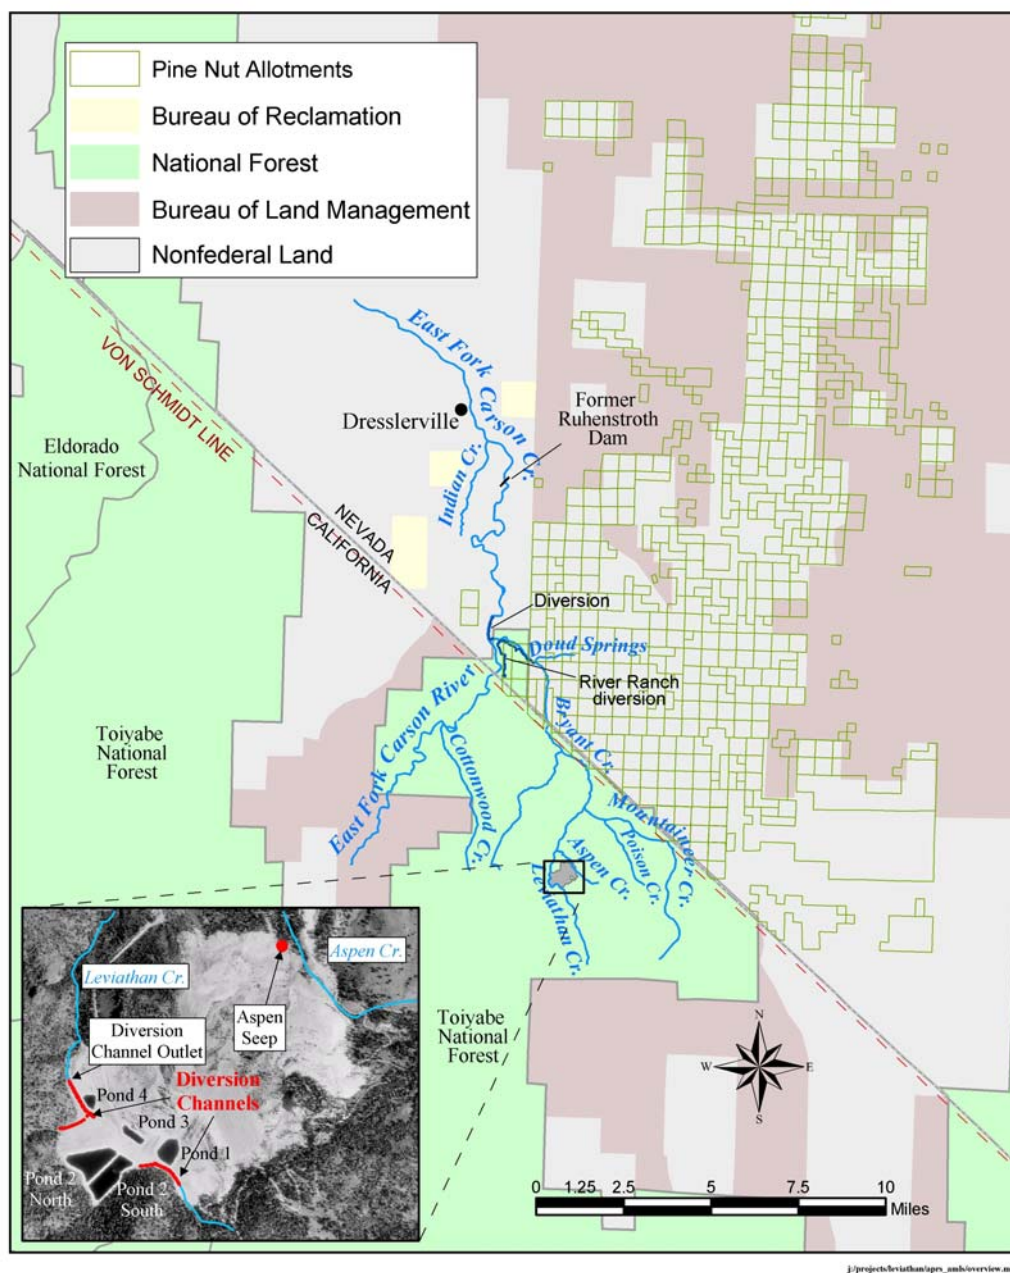 Pine Nut Allotments
Bureau of Reclamation
National Forest
Bureau of Land Management
Nonfederal Land
VON SCHMIDT LINE
East Fork Carson Cr.
Dresslerville
Former
Ruhenstroth
Dam
Eldorado
National Forest
Indian Cr.
NEVADA
CALIFORNIA
Diversion
Doud Springs
River Ranch
diversion
East Fork Carson River
Bryant Cr.
Toiyabe
National
Forest
Cottonwood Cr.
Mountaineer Cr.
Poison Cr.
Aspen Cr.
Leviathan Cr.
Leviathan Cr.
Aspen Cr.
Aspen
Seep
Diversion
Channel Outlet
Diversion
Channels
Pond 4
Pond 3
Pond 1
Pond 2
North
Pond 2
South
Toiyabe
National
Forest
N
W
E
S
0 1.25 2.5 5 7.5 10
Miles
j:/projects/leviathan/aprs_amls/overview.m